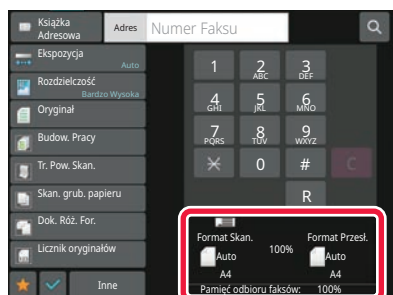 Książka
Adresowa
Adres
Numer Faksu
Ekspozycja
Auto
Rozdzielczość
Bardzo Wysoka
Oryginał
Budow. Pracy
Tr. Pow. Skan.
Skan. grub. papieru
Dok. Róż. For.
Licznik oryginałów
Inne
1
2 ABC
3 DEF
4 GHI
5 JKL
6 MNO
7 PQRS
8 TUV
9 WXYZ
0
#
C
R
Format Skan.
100%
Format Przesł.
Auto
Auto
A4
A4
Pamięć odbioru faksów: 100%